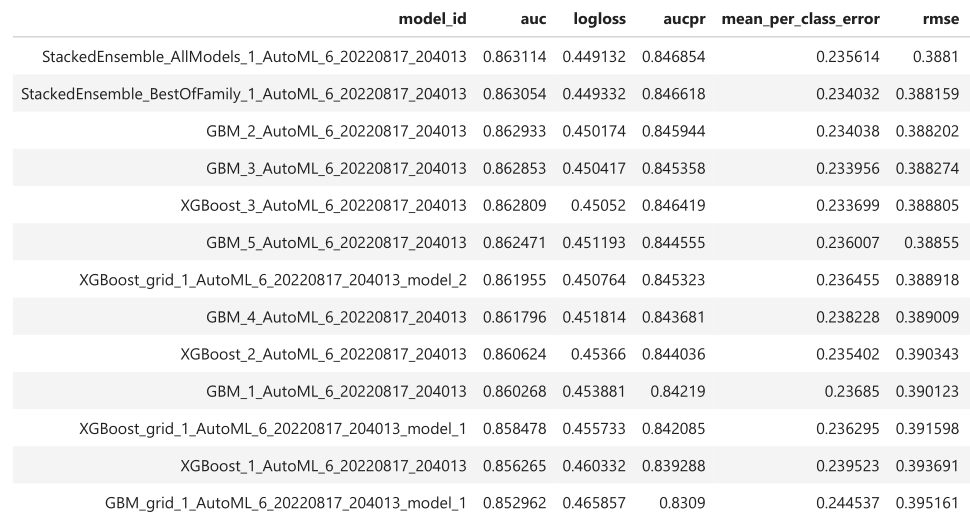 model_id auc logloss aucpr mean_per_class_error rmse
StackedEnsemble_AllModels_1_AutoML_6_20220817_204013 0.863114 0.449132 0.846854 0.235614 0.3881
StackedEnsemble_BestOfFamily_1_AutoML_6_20220817_204013 0.863054 0.449332 0.846618 0.234032 0.388159
GBM_2_AutoML_6_20220817_204013 0.862933 0.450174 0.845944 0.234038 0.388202
GBM_3_AutoML_6_20220817_204013 0.862853 0.450417 0.845358 0.233956 0.388274
XGBoost_3_AutoML_6_20220817_204013 0.862809 0.45052 0.846419 0.233699 0.388805
GBM_5_AutoML_6_20220817_204013 0.862471 0.451193 0.844555 0.236007 0.38855
XGBoost_grid_1_AutoML_6_20220817_204013_model_2 0.861955 0.450764 0.845323 0.236455 0.388918
GBM_4_AutoML_6_20220817_204013 0.861796 0.451814 0.843681 0.238228 0.389009
XGBoost_2_AutoML_6_20220817_204013 0.860624 0.45366 0.844036 0.235402 0.390343
GBM_1_AutoML_6_20220817_204013 0.860268 0.453881 0.84219 0.23685 0.390123
XGBoost_grid_1_AutoML_6_20220817_204013_model_1 0.858478 0.455733 0.842085 0.236295 0.391598
XGBoost_1_AutoML_6_20220817_204013 0.856265 0.460332 0.839288 0.239523 0.393691
GBM_grid_1_AutoML_6_20220817_204013_model_1 0.852962 0.465857 0.8309 0.244537 0.395161